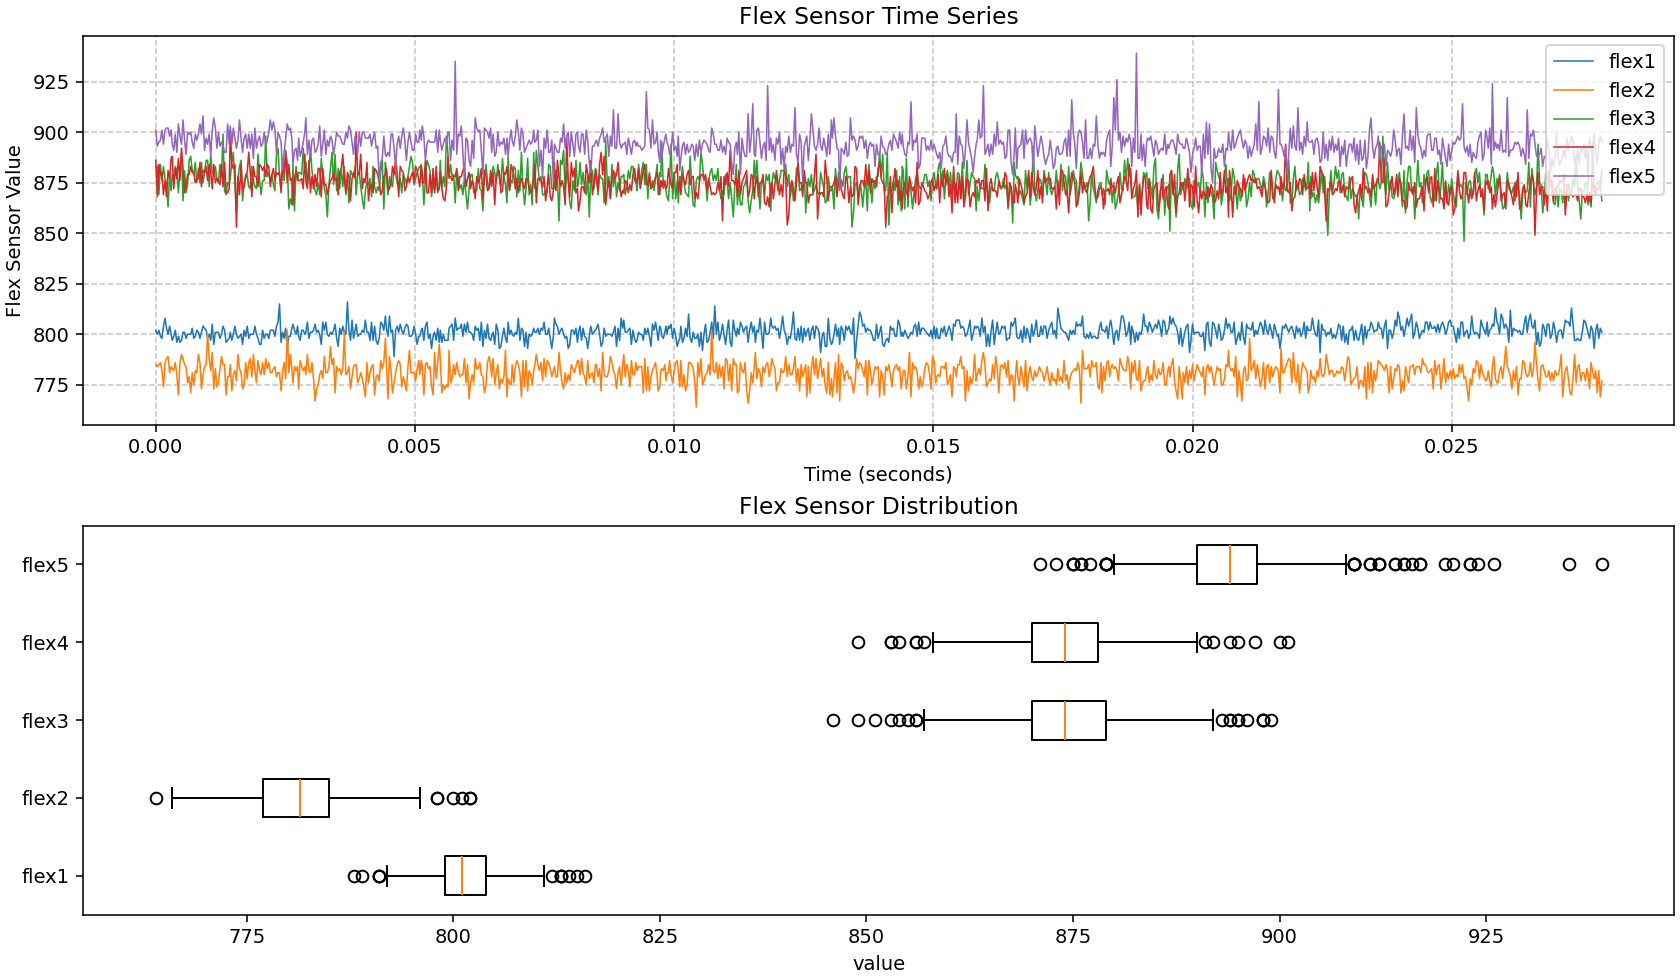 Flex Sensor Time Series
Flex Sensor Value
925
900
875
850
825
800
775
flex1
flex2
flex3
flex4
flex5
0.000 0.005 0.010 0.015 0.020 0.025
Time (seconds)
Flex Sensor Distribution
flex5
flex4
flex3
flex2
flex1
775 800 825 850 875 900 925
value